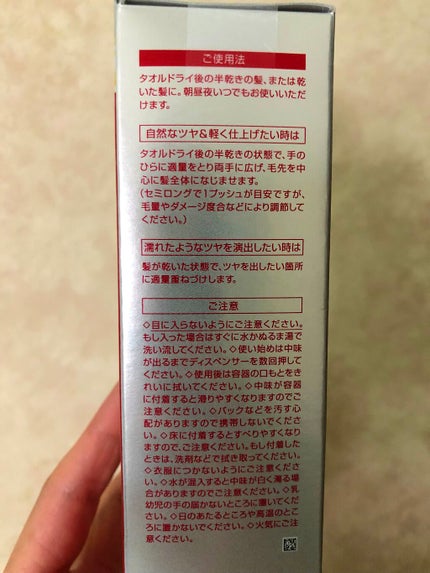 ご使用法
タオルドライ後の半乾きの髪、または乾
いた髪に。朝昼夜いつでもお使いいただ
けます。
自然なツヤ&軽く仕上げたい時は
タオルドライ後の半乾きの状態で、手の
ひらに適量をとり両手に広げ、毛先を中
心に髪全体になじませます。
(セミロングで1プッシュが目安ですが、
毛量やダメージ度合などにより調節して
ください。)
濡れたようなツヤを演出したい時は
髪が乾いた状態で、ツヤを出したい箇所
に適量重ねづけします。
ご注意
◇目に入らないようにご注意ください。
もし入った場合はすぐに水かぬるま湯で
洗い流してください。◇使い始めは中味
が出るまでディスペンサーを数回押して
ください。◇使用後は容器の口もとをき
れいに拭いてください。◇中味が容器
に付着すると滑りやすくなりますのでご注
意ください。◇バックなどを汚す心
配がありますので携帯しないでくださ
い。◇床に付着するとすべりやすくなり
ますので、ご注意ください。もし付着した
ときは、洗剤などで拭き取ってください。
◇衣服につかないようにご注意くださ
い。◇水が混入すると中味が白く濁る場
合がありますのでご注意ください。◇乳
幼児の手の届かないところに置いてくだ
さい。◇日のあたるところや高温のとこ
ろに置かないでください。◇火気にご注
意ください。